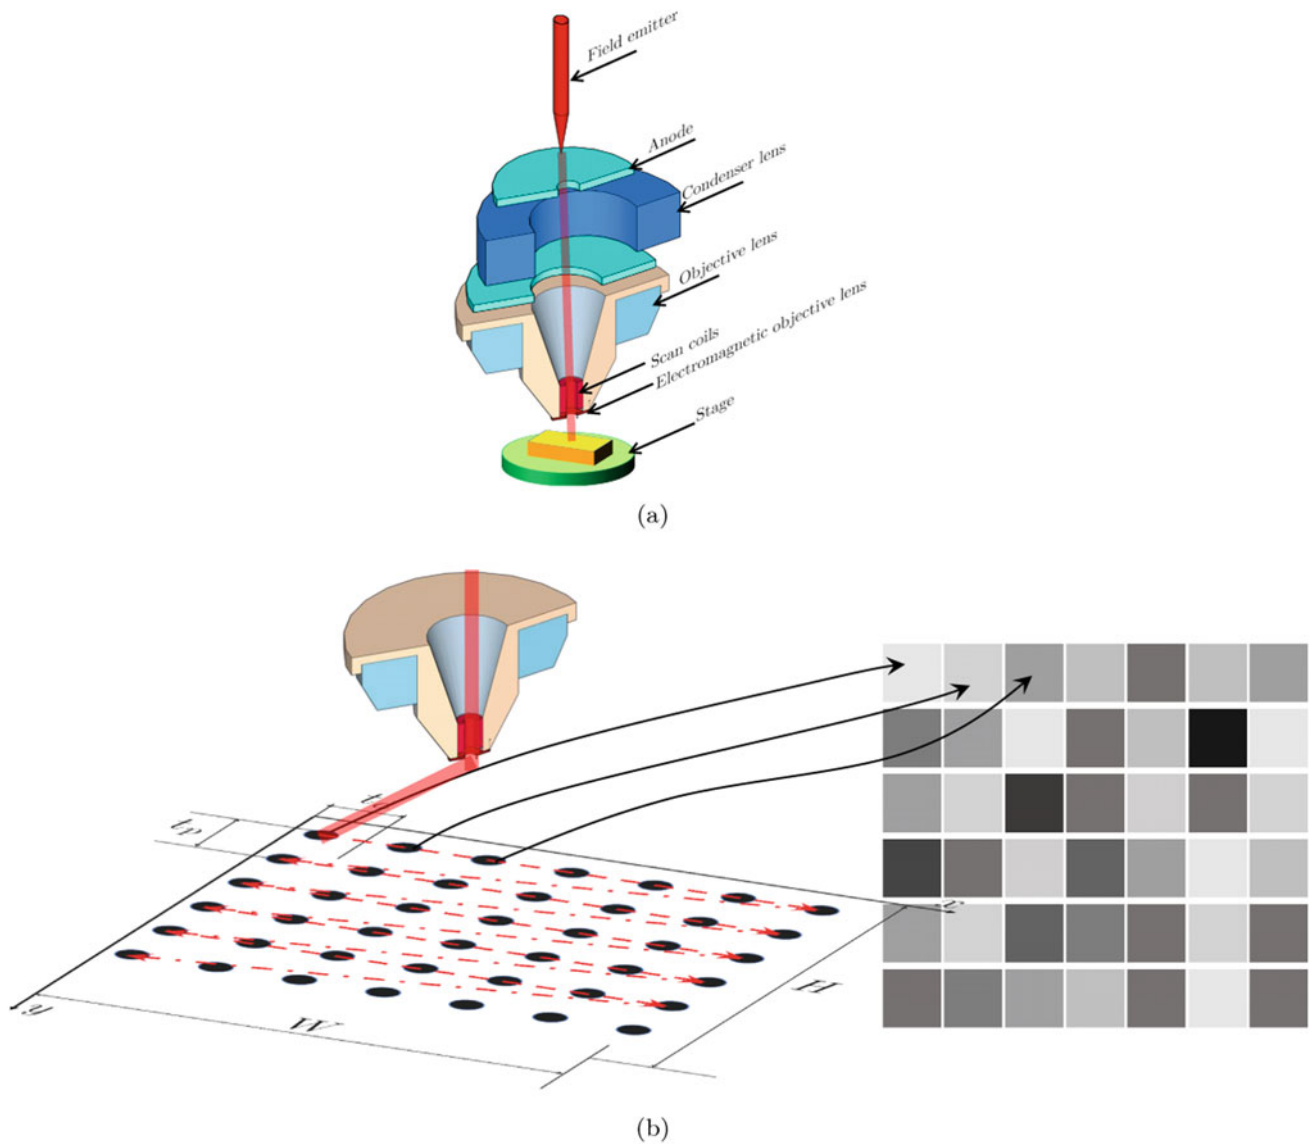 Field emitter
Anode
Condenser lens
Objective lens
Scan coils
Electromagnetic objective lens
Stage
(a)
t
t_p
x
H
W
y
(b)